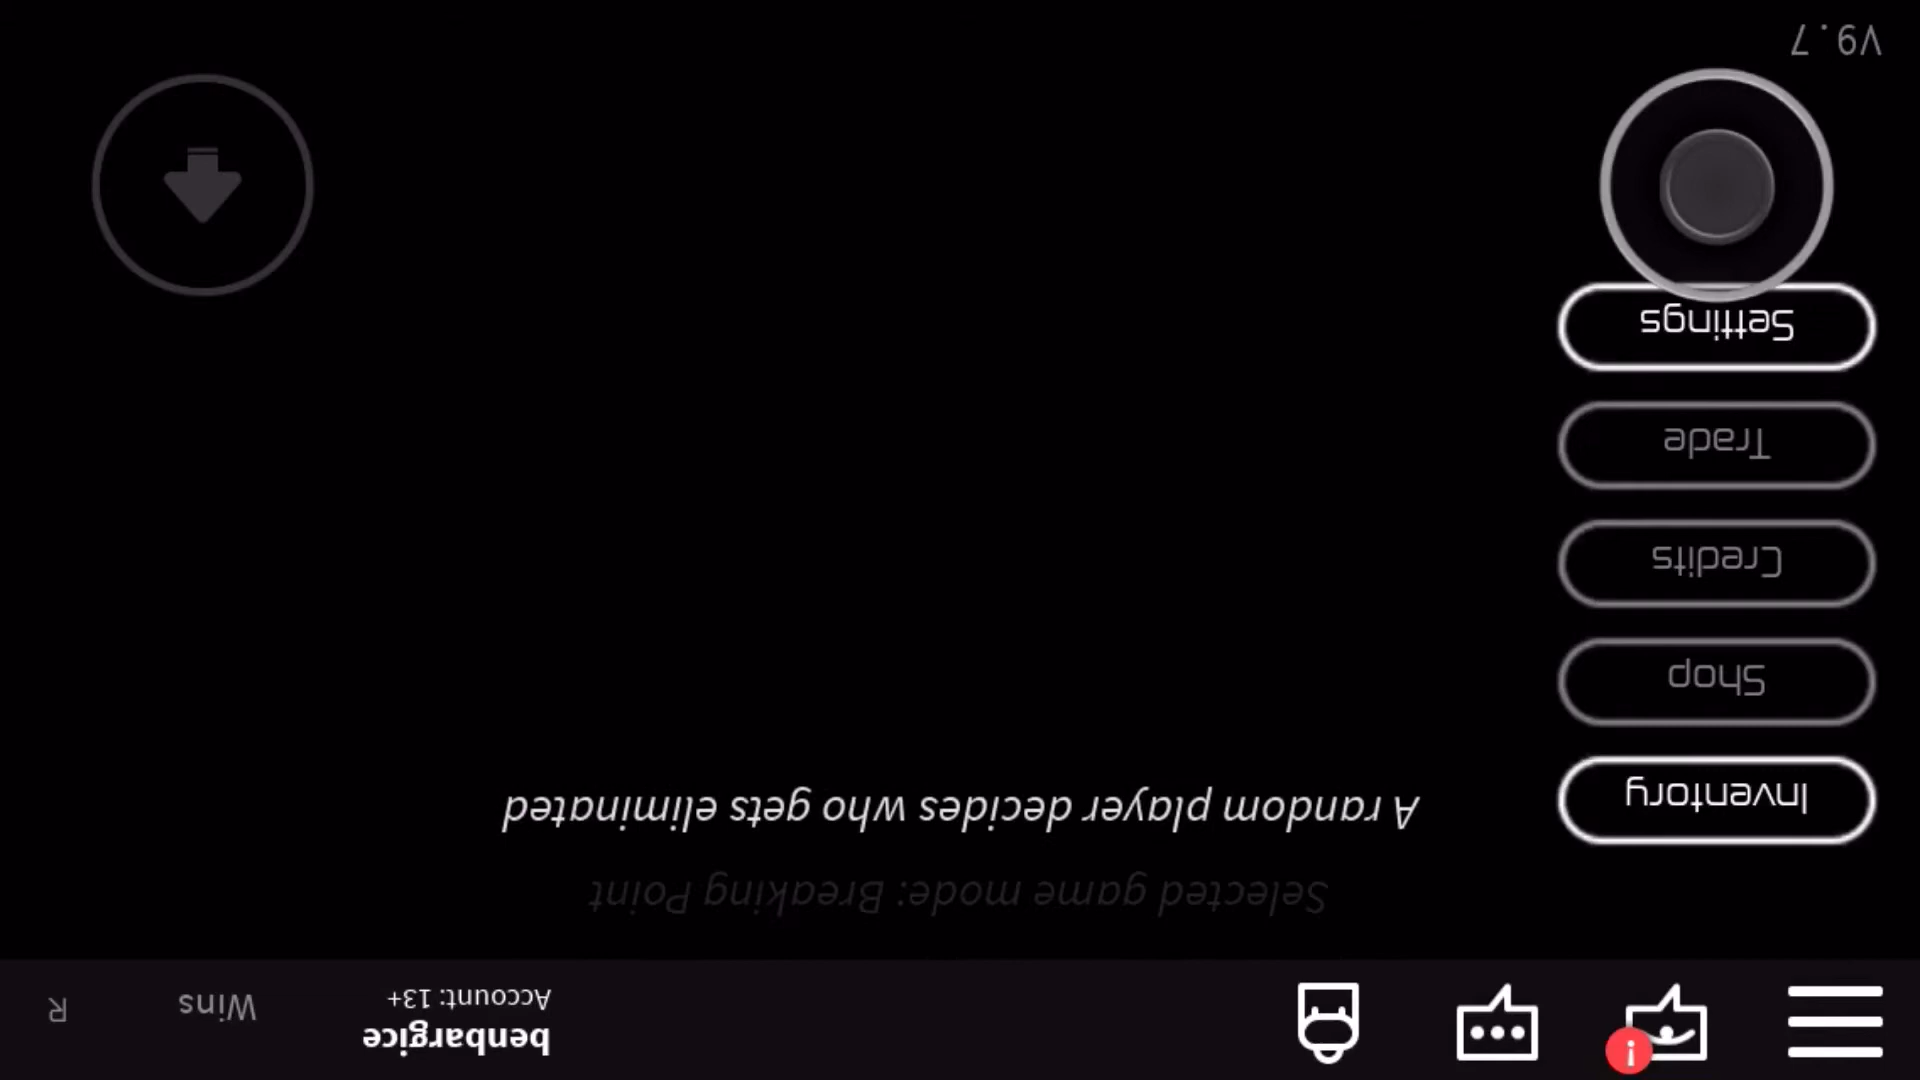 benbargice
Account: 13+
Wins
R
Selected game mode: Breaking Point
A random player decides who gets eliminated
Inventory
Shop
Credits
Trade
Settings
V9.7